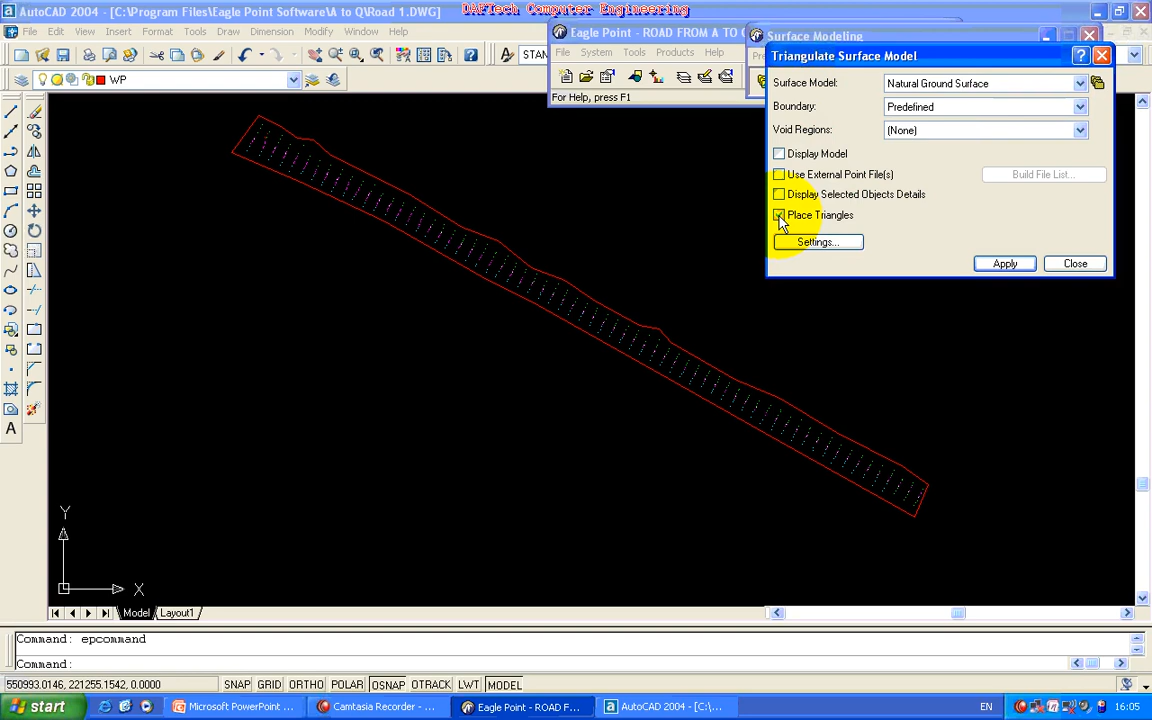 AutoCAD 2004 - [C:\Program Files\Eagle Point Software\A to Q\Road 1.DWG]
DAFTech Computer Engineering
File Edit View Insert Format Tools Draw Dimension Modify Window Help
Eagle Point - ROAD FROM A TO
File System Tools Products Help
For Help, press F1
Surface Modeling
STAN
WP
Triangulate Surface Model
Surface Model: Natural Ground Surface
Boundary: Predefined
Void Regions: (None)
Display Model
Use External Point File(s) Build File List...
Display Selected Objects Details
Place Triangles
Settings...
Apply Close
Y
X
Model Layout1
Command: epcommand
Command:
550993.0146, 221255.1542, 0.0000 SNAP GRID ORTHO POLAR OSNAP OTRACK LWT MODEL
start Microsoft PowerPoint ... Camtasia Recorder - ... Eagle Point - ROAD F... AutoCAD 2004 - [C:\... EN 16:05